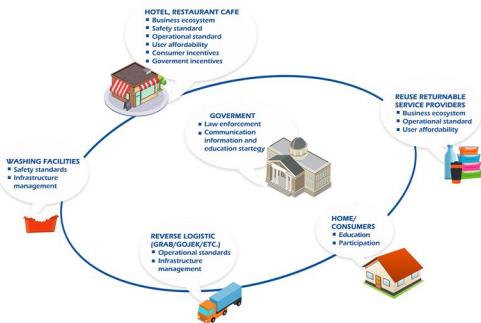 HOTEL, RESTAURANT CAFE
▪ Business ecosystem
▪ Safety standard
▪ Operational standard
▪ User affordability
▪ Consumer incentives
▪ Goverment incentives
REUSE RETURNABLE
SERVICE PROVIDERS
▪ Business ecosystem
▪ Operational standard
▪ User affordability
GOVERMENT
▪ Law enforcement
▪ Communication
information and
education startegy
WASHING FACILITIES
▪ Safety standards
▪ Infrastructure
management
HOME/
CONSUMERS
▪ Education
▪ Participation
REVERSE LOGISTIC
(GRAB/GOJEK/ETC.)
▪ Operational standards
▪ Infrastructure
management